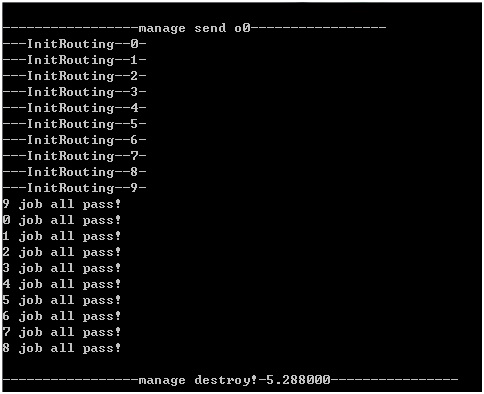 -----------------manage send o0-----------------
---InitRouting--0-
---InitRouting--1-
---InitRouting--2-
---InitRouting--3-
---InitRouting--4-
---InitRouting--5-
---InitRouting--6-
---InitRouting--7-
---InitRouting--8-
---InitRouting--9-
9 job all pass!
0 job all pass!
1 job all pass!
2 job all pass!
3 job all pass!
4 job all pass!
5 job all pass!
6 job all pass!
7 job all pass!
8 job all pass!
-----------------manage destroy!-5.288000----------------